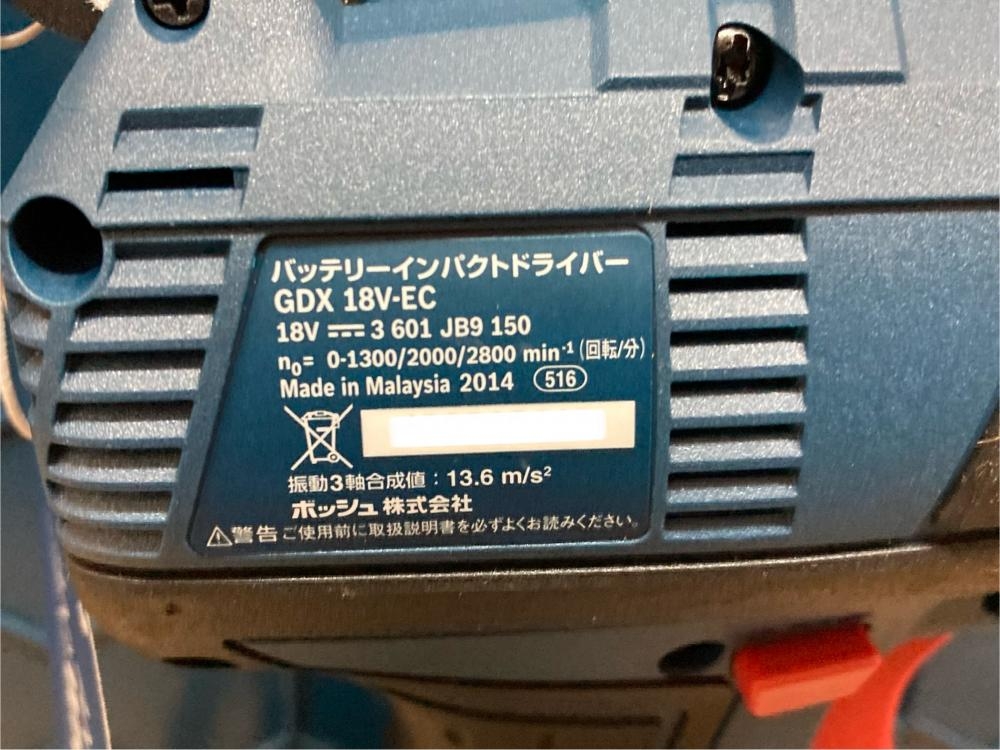 バッテリーインパクトドライバー
GDX 18V-EC
18V ⎓ 3 601 JB9 150
n₀= 0-1300/2000/2800 min⁻¹ (回転/分)
Made in Malaysia 2014 516
振動3軸合成値：13.6 m/s²
ボッシュ株式会社
⚠警告 ご使用前に取扱説明書を必ずよくお読みください。